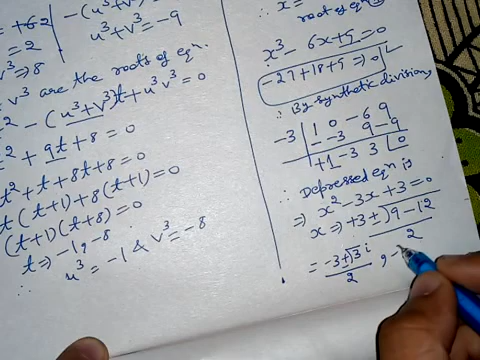 = +6 2
= 2
v³ ⇒ 8
-(u³+v³)
u³+v³ = -9
v³ are the roots of eqn.
² - (u³+v³)t + u³v³ = 0
² + 9t + 8 = 0
t² + t + 8t + 8 = 0
t(t+1) + 8(t+1) = 0
(t+1)(t+8) = 0
t ⇒ -1, -8
∴ u³ = -1 & v³ = -8
∴ x =
root of eqn
x³ - 6x + 9 = 0
-27+18+9 ⇒ 0
∴ By synthetic division
-3 | 1 0 -6 9
- -3 9 -9
+1 -3 3 | 0
∴ Depressed eqn is
⇒ x² - 3x + 3 = 0
x ⇒ +3 ± √9-12
2
= -3 ± √3 i
2
, -